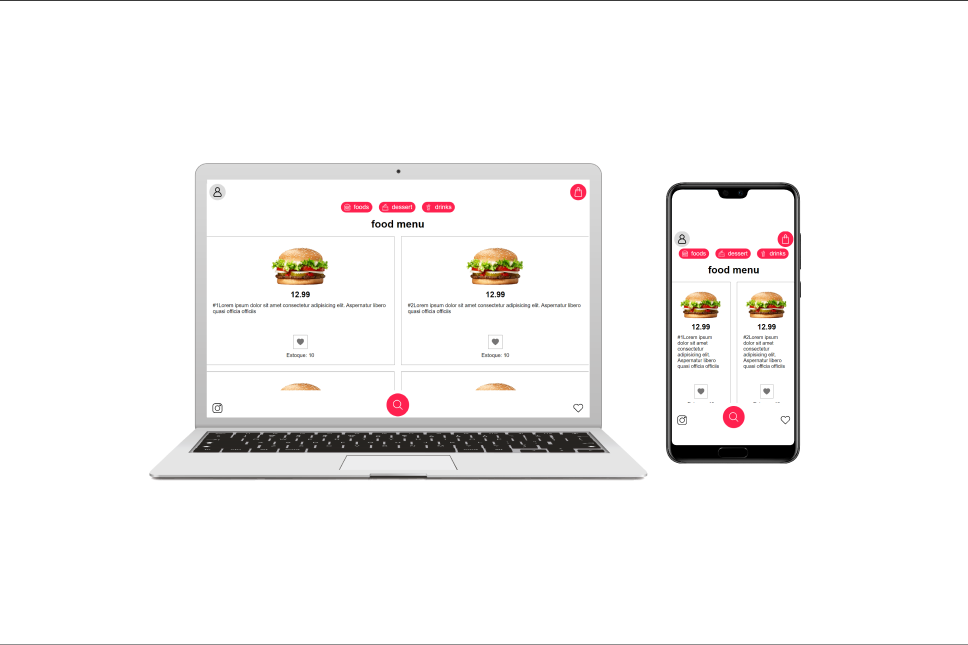 foods dessert drinks
food menu
12.99
#1Lorem ipsum dolor sit amet consectetur adipisicing elit. Aspernatur libero
quasi officia officiis
Estoque: 10
12.99
#2Lorem ipsum dolor sit amet consectetur adipisicing elit. Aspernatur libero
quasi officia officiis
Estoque: 10
foods dessert drinks
food menu
12.99
#1Lorem ipsum
dolor sit amet
consectetur
adipisicing elit.
Aspernatur libero
quasi officia officiis
12.99
#2Lorem ipsum
dolor sit amet
consectetur
adipisicing elit.
Aspernatur libero
quasi officia officiis